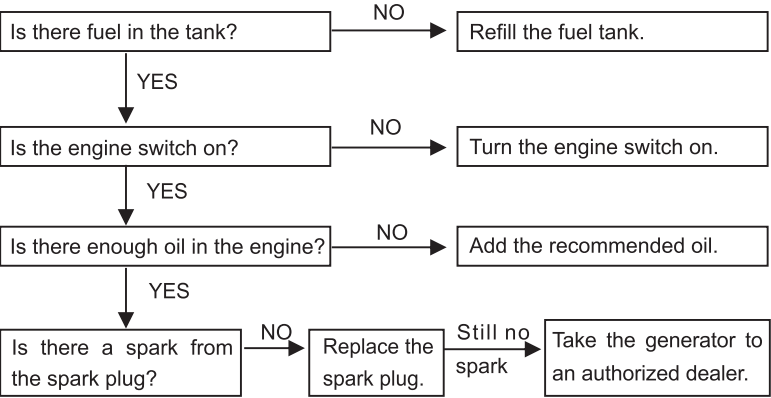 Is there fuel in the tank?
NO
Refill the fuel tank.
YES
Is the engine switch on?
NO
Turn the engine switch on.
YES
Is there enough oil in the engine?
NO
Add the recommended oil.
YES
Is there a spark from
the spark plug?
NO
Replace the
spark plug.
Still no
spark
Take the generator to
an authorized dealer.